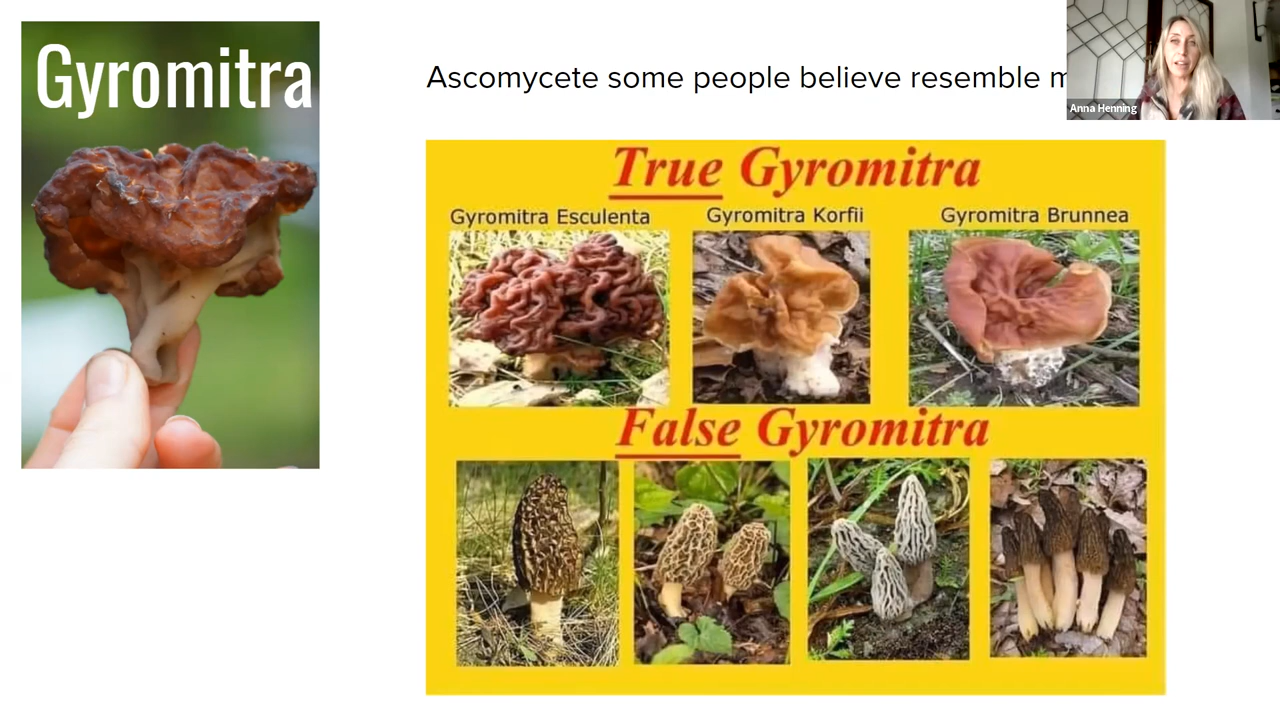 Gyromitra
Ascomycete some people believe resemble m
Anna Henning
True Gyromitra
Gyromitra Esculenta
Gyromitra Korfii
Gyromitra Brunnea
False Gyromitra